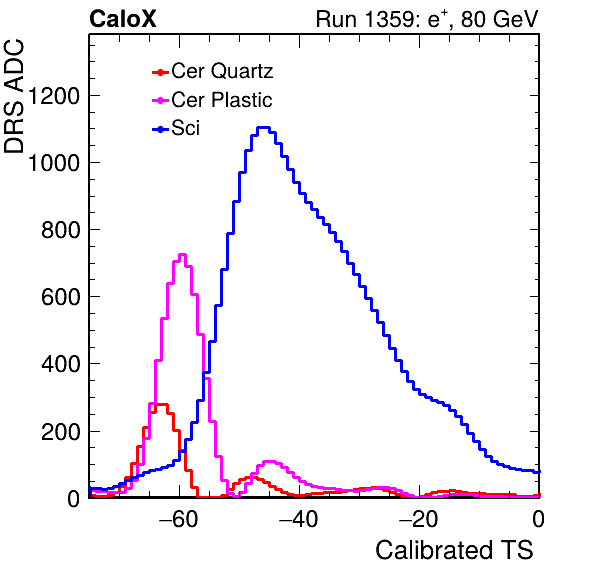 CaloX Run 1359: e⁺, 80 GeV
DRS ADC
Cer Quartz
Cer Plastic
Sci
1200
1000
800
600
400
200
0
−60 −40 −20 0
Calibrated TS